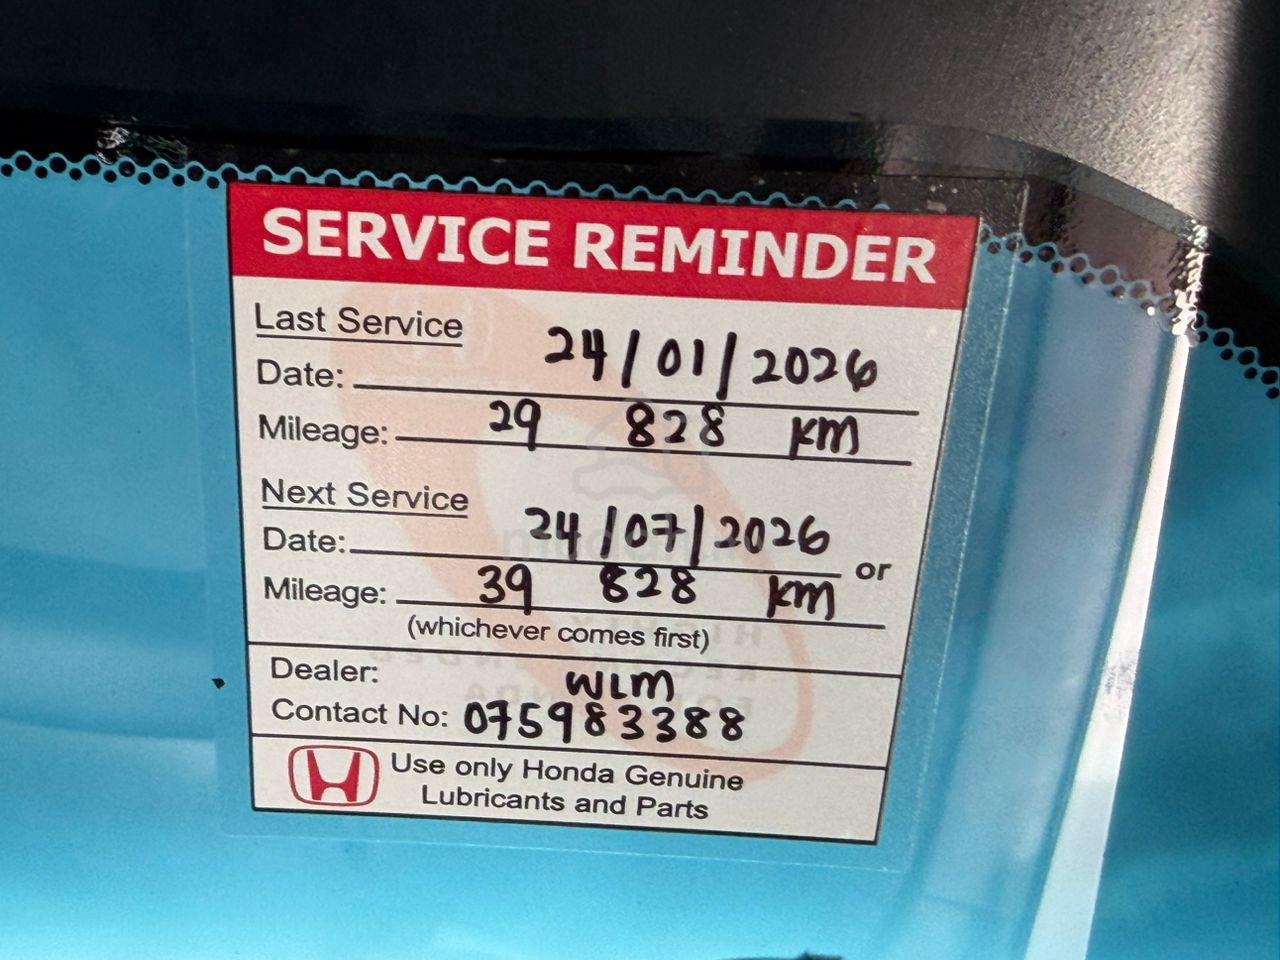 SERVICE REMINDER
Last Service
Date: 24/01/2026
Mileage: 29 828 KM
Next Service
Date: 24/07/2026 or
Mileage: 39 828 KM
(whichever comes first)
Dealer: WLM
Contact No: 075983388
Use only Honda Genuine
Lubricants and Parts